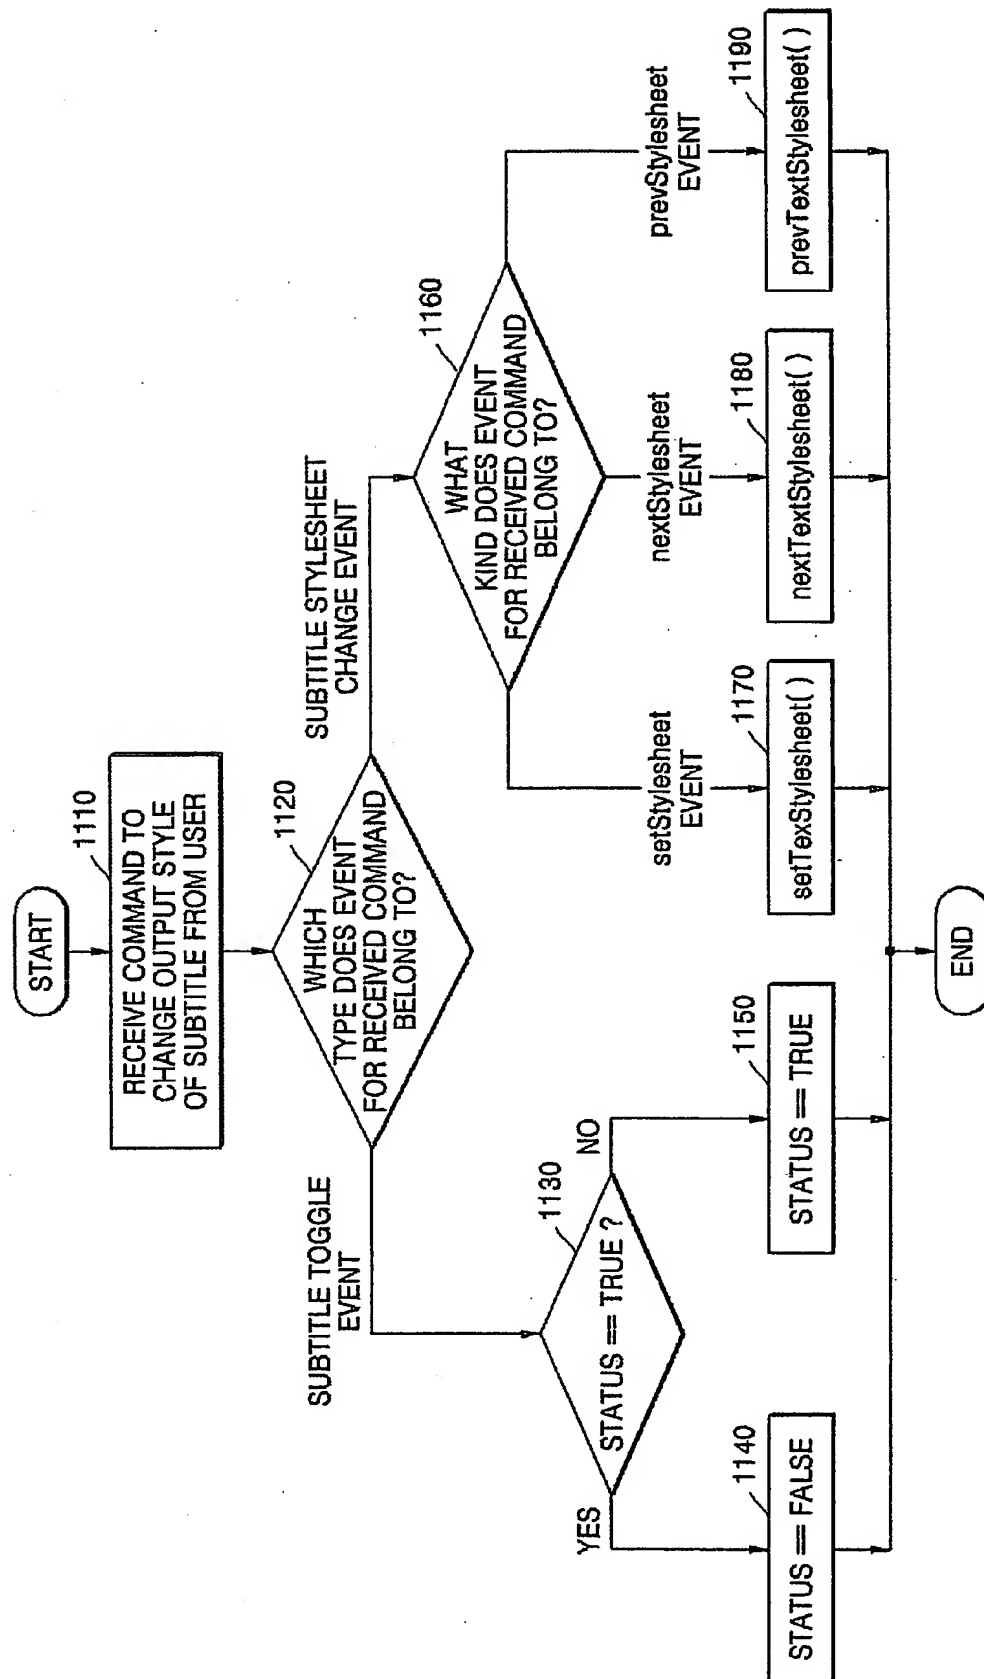 START
1110
RECEIVE COMMAND TO
CHANGE OUTPUT STYLE
OF SUBTITLE FROM USER
1120
WHICH
TYPE DOES EVENT
FOR RECEIVED COMMAND
BELONG TO?
SUBTITLE TOGGLE
EVENT
SUBTITLE STYLESHEET
CHANGE EVENT
1130
STATUS == TRUE ?
YES
NO
1140
STATUS == FALSE
1150
STATUS == TRUE
1160
WHAT
KIND DOES EVENT
FOR RECEIVED COMMAND
BELONG TO?
setStylesheet
EVENT
nextStylesheet
EVENT
prevStylesheet
EVENT
1170
setTexStylesheet( )
1180
nextTextStylesheet( )
1190
prevTextStylesheet( )
END